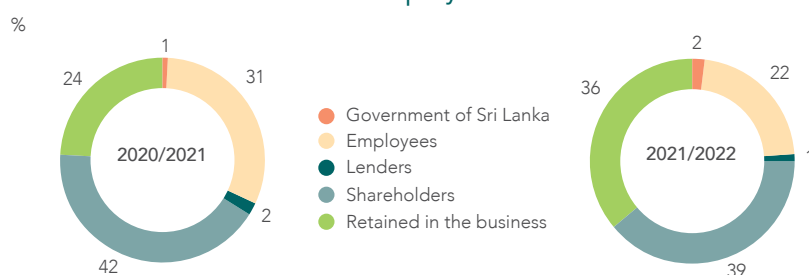 %
1
31
24
2020/2021
2
42
Government of Sri Lanka
Employees
Lenders
Shareholders
Retained in the business
2
22
36
2021/2022
39